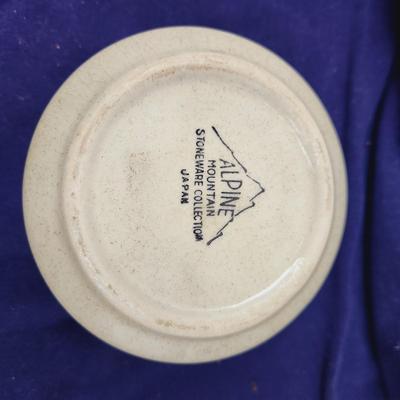 ALPINE
MOUNTAIN
STONEWARE COLLECTION
JAPAN